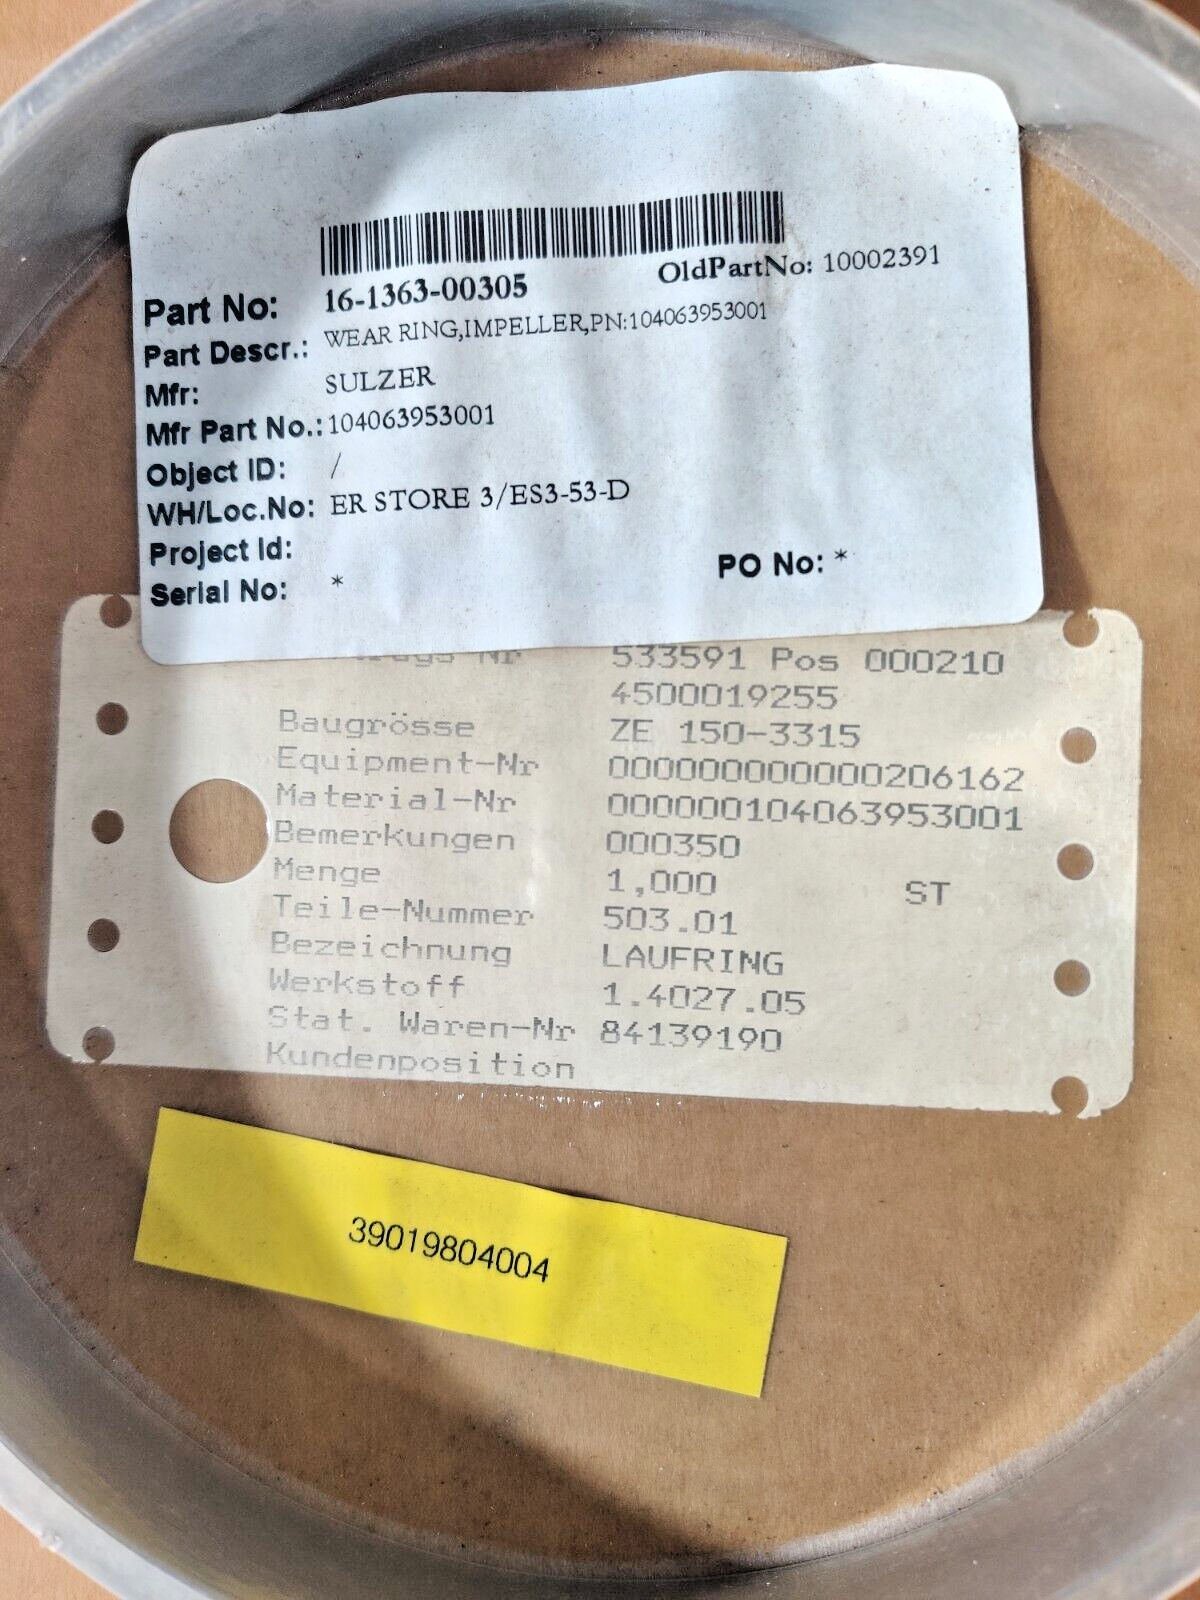 OldPartNo: 10002391
Part No: 16-1363-00305
Part Descr.: WEAR RING,IMPELLER,PN:104063953001
Mfr: SULZER
Mfr Part No.: 104063953001
Object ID: /
WH/Loc.No: ER STORE 3/ES3-53-D
Project Id:
PO No: *
Serial No: *
Nr 533591 Pos 000210
4500019255
Baugrösse ZE 150-3315
Equipment-Nr 000000000000206162
Material-Nr 000000104063953001
Bemerkungen 000350
Menge 1,000 ST
Teile-Nummer 503.01
Bezeichnung LAUFRING
Werkstoff 1.4027.05
Stat. Waren-Nr 84139190
Kundenposition
39019804004